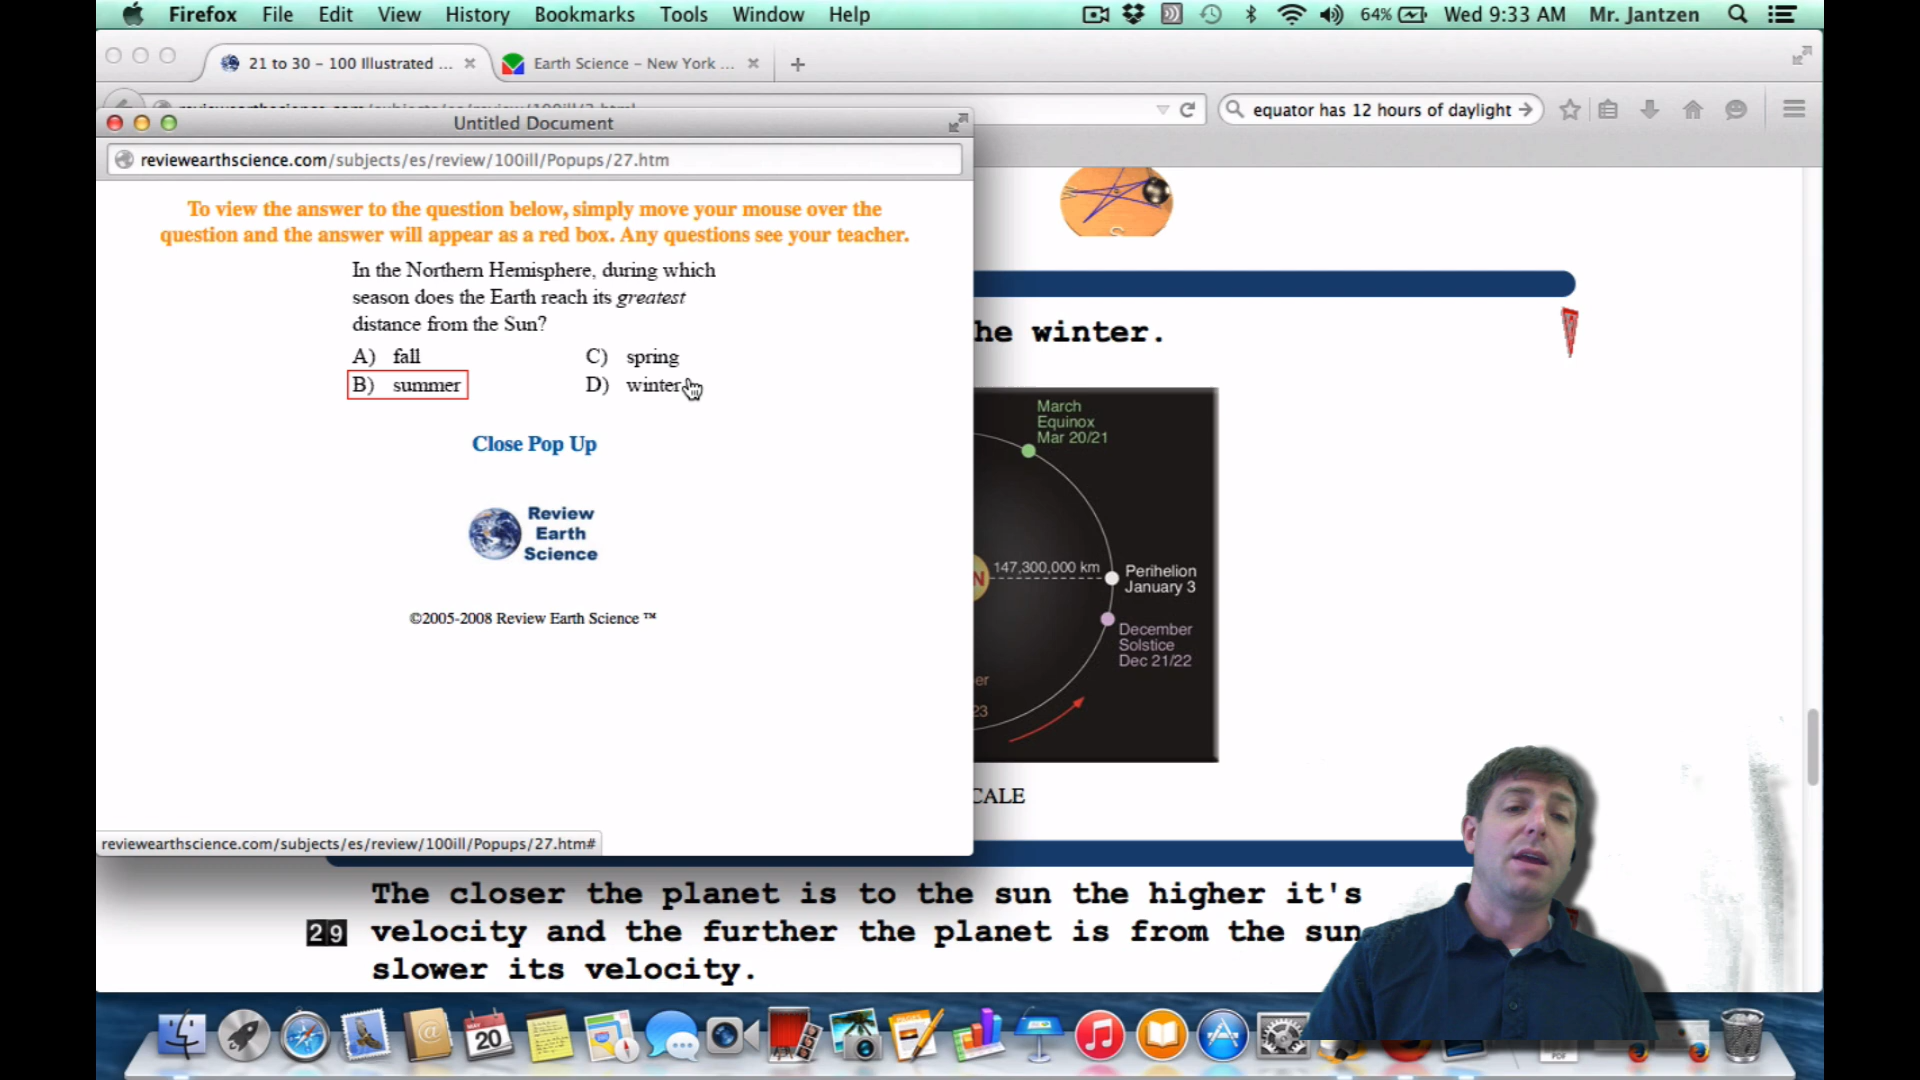 Firefox File Edit View History Bookmarks Tools Window Help
64% Wed 9:33 AM Mr. Jantzen
21 to 30 – 100 Illustrated ...
Earth Science – New York ...
equator has 12 hours of daylight
Untitled Document
reviewearthscience.com/subjects/es/review/100ill/Popups/27.htm
To view the answer to the question below, simply move your mouse over the
question and the answer will appear as a red box. Any questions see your teacher.
In the Northern Hemisphere, during which
season does the Earth reach its greatest
distance from the Sun?
A) fall
C) spring
B) summer
D) winter
Close Pop Up
Review
Earth
Science
©2005-2008 Review Earth Science ™
reviewearthscience.com/subjects/es/review/100ill/Popups/27.htm#
he winter.
March
Equinox
Mar 20/21
N
147,300,000 km
Perihelion
January 3
December
Solstice
Dec 21/22
er
23
CALE
29
The closer the planet is to the sun the higher it's
velocity and the further the planet is from the sun
slower its velocity.
MAY
20
PAGES
PDF